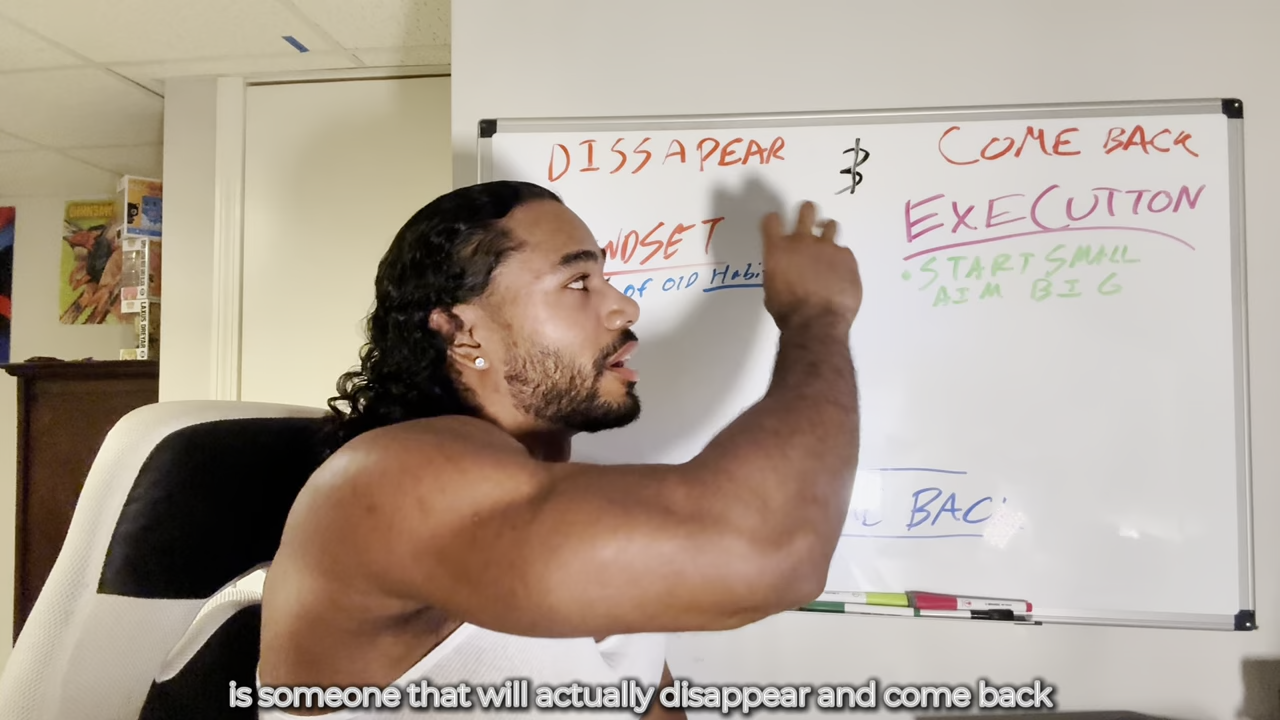 DISSAPEAR & COME BACK
NDSET
of OlD Habi
EXECUTION
• START SMALL
AIM BIG
BAC
is someone that will actually disappear and come back